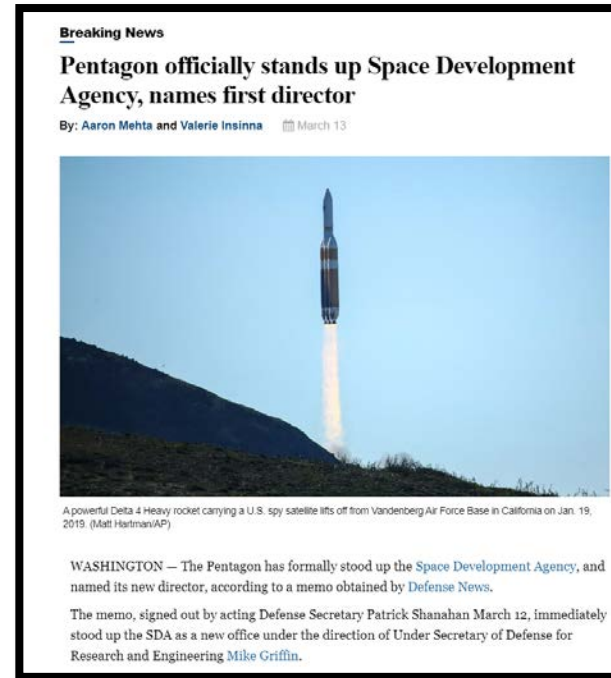 Breaking News
Pentagon officially stands up Space Development
Agency, names first director
By: Aaron Mehta and Valerie Insinna March 13
A powerful Delta 4 Heavy rocket carrying a U.S. spy satellite lifts off from Vandenberg Air Force Base in California on Jan. 19,
2019. (Matt Hartman/AP)
WASHINGTON — The Pentagon has formally stood up the Space Development Agency, and
named its new director, according to a memo obtained by Defense News.
The memo, signed out by acting Defense Secretary Patrick Shanahan March 12, immediately
stood up the SDA as a new office under the direction of Under Secretary of Defense for
Research and Engineering Mike Griffin.